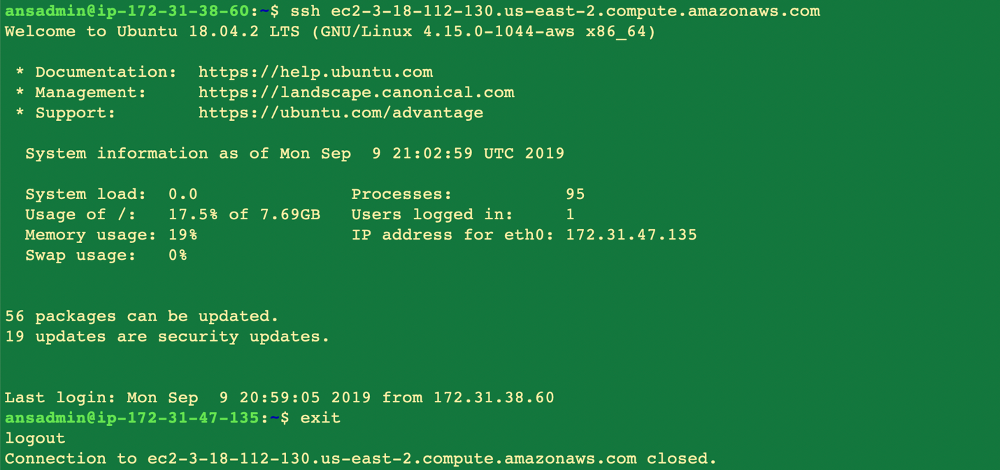 ansadmin@ip-172-31-38-60:~$ ssh ec2-3-18-112-130.us-east-2.compute.amazonaws.com
Welcome to Ubuntu 18.04.2 LTS (GNU/Linux 4.15.0-1044-aws x86_64)
* Documentation:  https://help.ubuntu.com
* Management:     https://landscape.canonical.com
* Support:        https://ubuntu.com/advantage
System information as of Mon Sep  9 21:02:59 UTC 2019
System load:  0.0               Processes:           95
Usage of /:   17.5% of 7.69GB   Users logged in:     1
Memory usage: 19%               IP address for eth0: 172.31.47.135
Swap usage:   0%
56 packages can be updated.
19 updates are security updates.
Last login: Mon Sep  9 20:59:05 2019 from 172.31.38.60
ansadmin@ip-172-31-47-135:~$ exit
logout
Connection to ec2-3-18-112-130.us-east-2.compute.amazonaws.com closed.